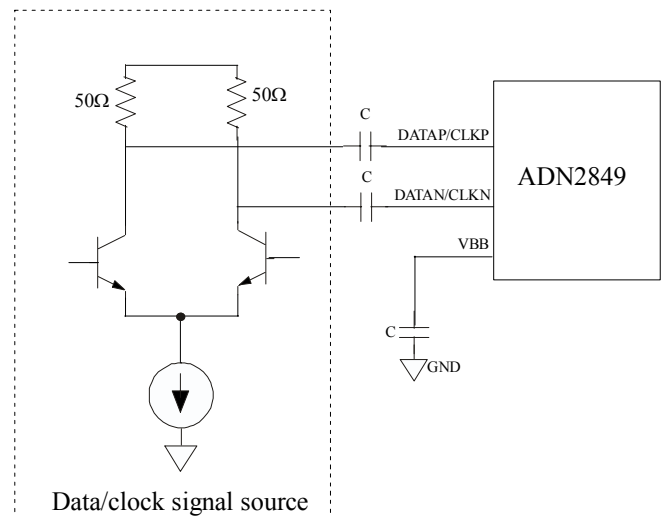 50Ω
50Ω
C
DATAP/CLKP
ADN2849
C
DATAN/CLKN
VBB
C
GND
Data/clock signal source